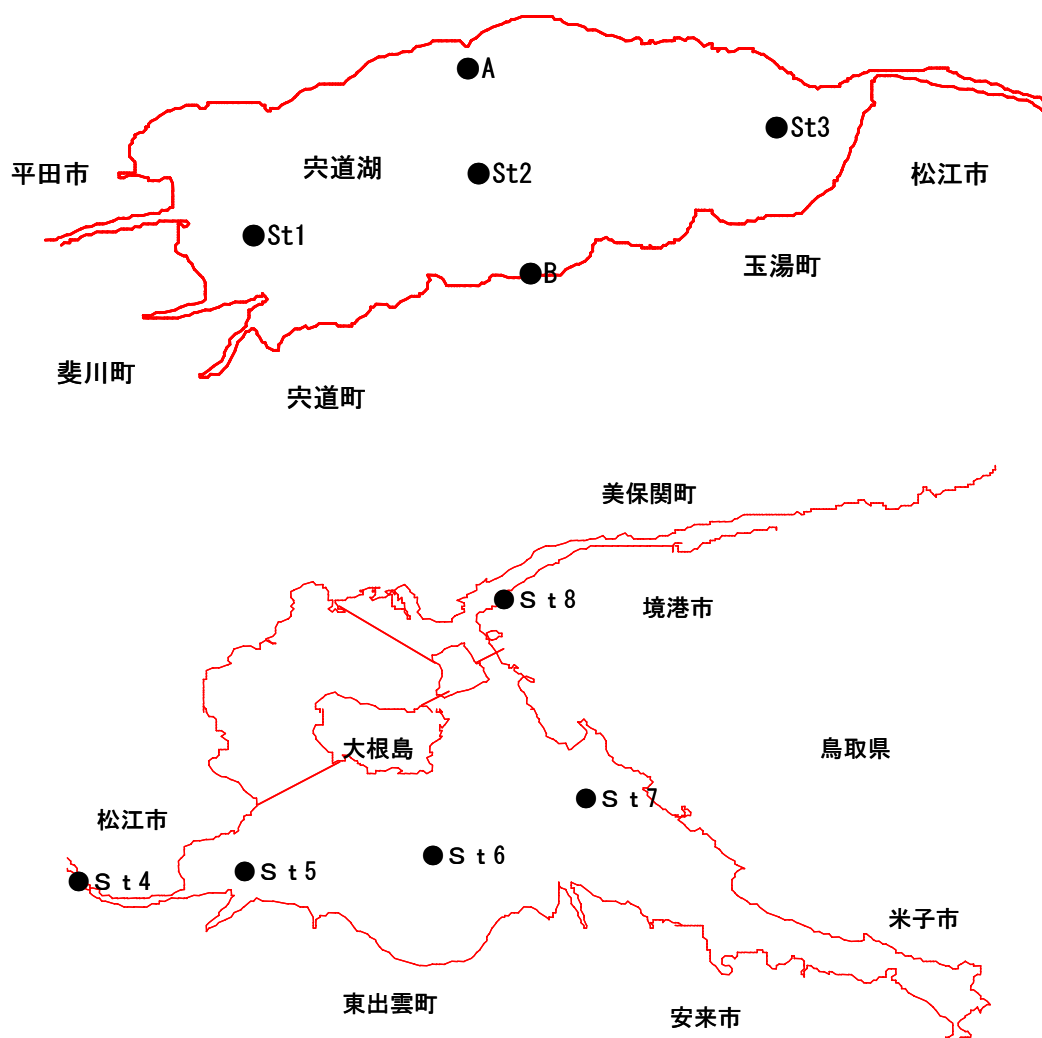 A
St3
平田市
宍道湖
St2
松江市
St1
玉湯町
B
斐川町
宍道町
美保関町
Ｓｔ8
境港市
大根島
鳥取県
Ｓｔ7
松江市
Ｓｔ6
Ｓｔ5
Ｓｔ4
米子市
東出雲町
安来市